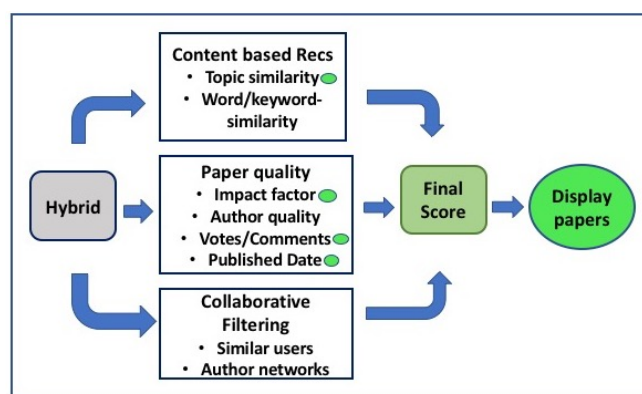 Content based Recs
• Topic similarity
• Word/keyword-
similarity
Hybrid
Paper quality
• Impact factor
• Author quality
• Votes/Comments
• Published Date
Collaborative
Filtering
• Similar users
• Author networks
Final
Score
Display
papers